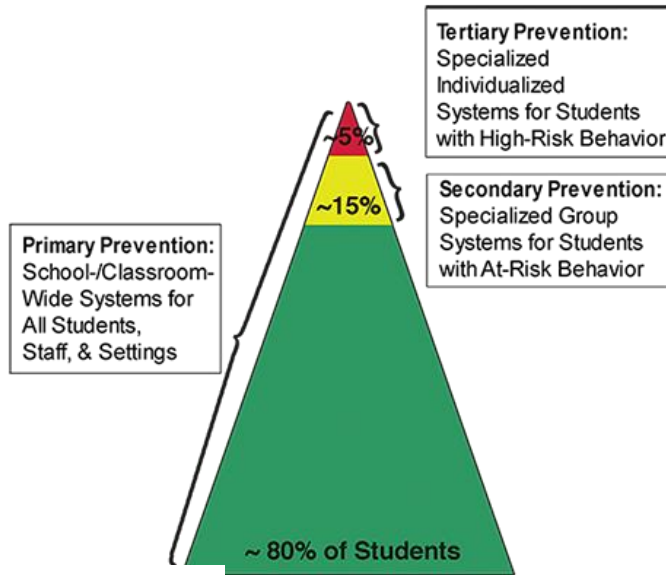 Tertiary Prevention:
Specialized
Individualized
Systems for Students
with High-Risk Behavior
~5%
Secondary Prevention:
Specialized Group
Systems for Students
with At-Risk Behavior
~15%
Primary Prevention:
School-/Classroom-
Wide Systems for
All Students,
Staff, & Settings
~ 80% of Students